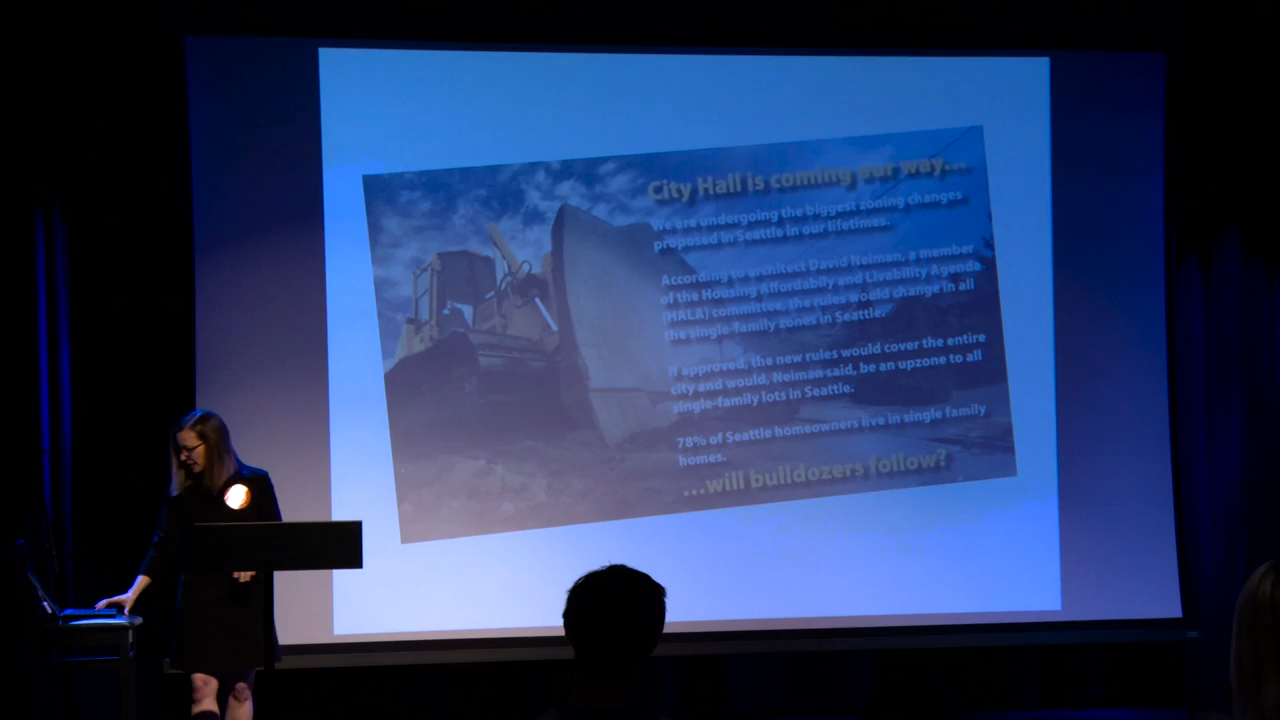 City Hall is coming our way...
We are undergoing the biggest zoning changes
proposed in Seattle in our lifetimes.
According to architect David Neiman, a member
of the Housing Affordabily and Livability Agenda
(HALA) committee, the rules would change in all
the single-family zones in Seattle.
If approved, the new rules would cover the entire
city and would, Neiman said, be an upzone to all
single-family lots in Seattle.
78% of Seattle homeowners live in single family
homes.
...will bulldozers follow?